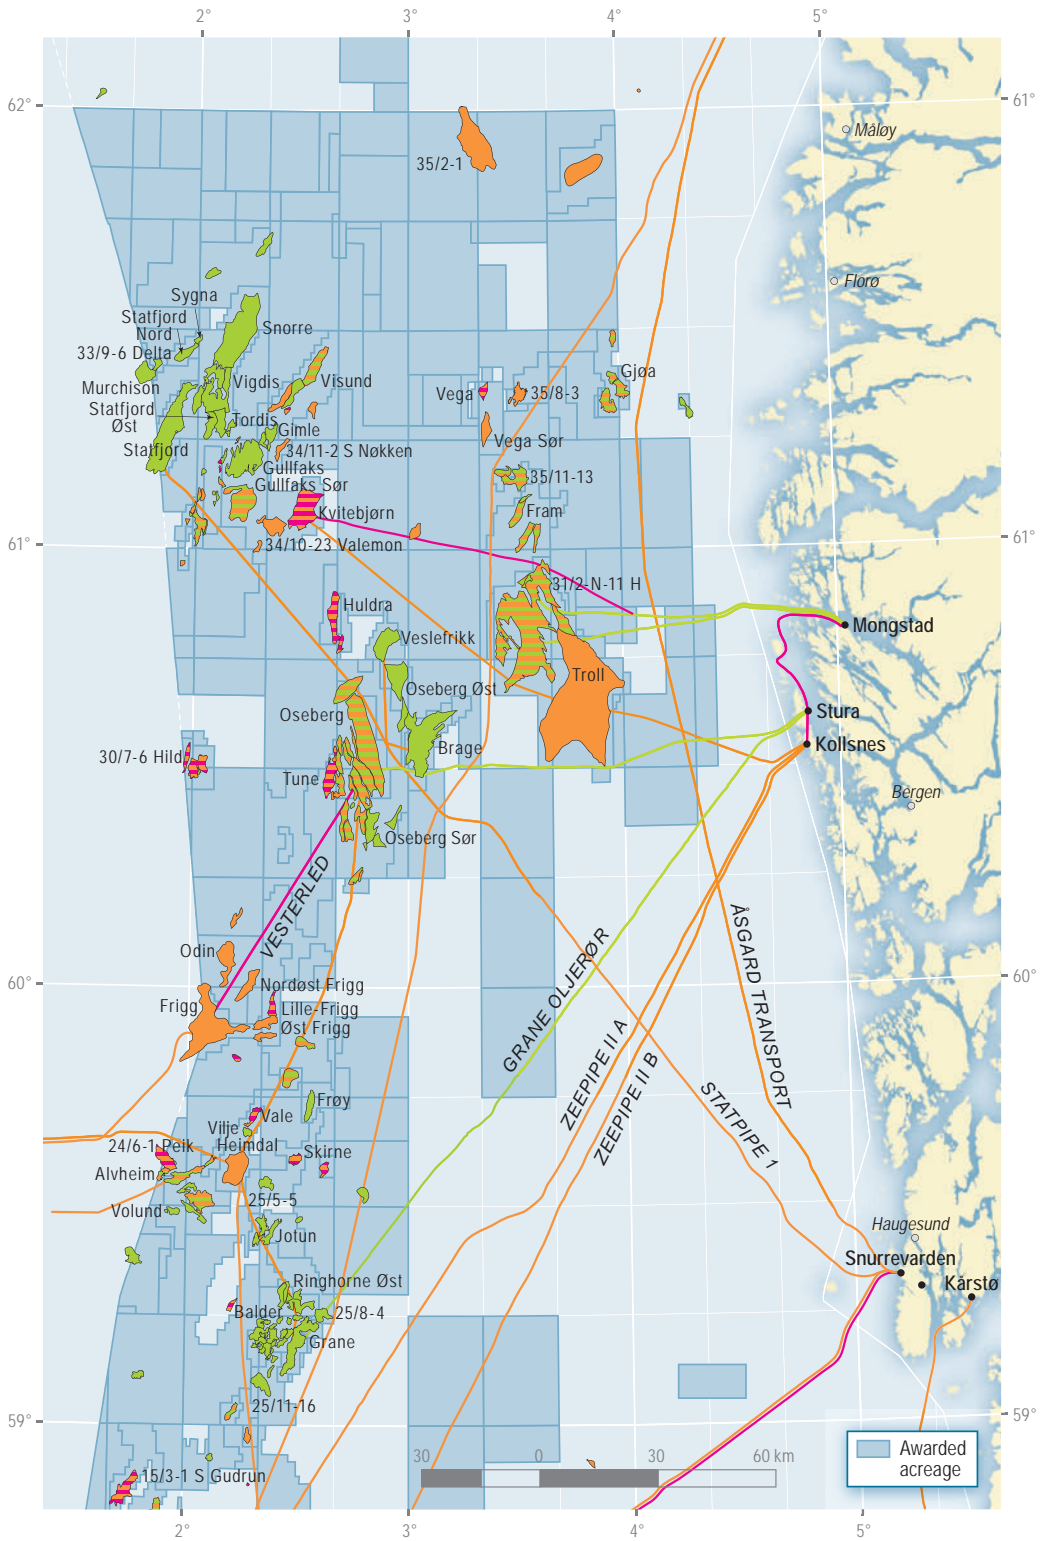 2°
3°
4°
5°
62°
61°
Måløy
35/2-1
Florø
Sygna
Statfjord
Nord
Snorre
33/9-6 Delta
Gjøa
Murchison
Vigdis
Visund
Vega
35/8-3
Statfjord
Øst
Tordis
Gimle
Vega Sør
Statfjord
34/11-2 S Nøkken
Gullfaks
35/11-13
Gullfaks Sør
Kvitebjørn
Fram
61°
61°
34/10-23 Valemon
31/2-N-11 H
Huldra
Mongstad
Veslefrikk
Troll
Oseberg Øst
Oseberg
Stura
Brage
Kollsnes
30/7-6 Hild
Tune
Bergen
Oseberg Sør
VESTERLED
ÅSGARD TRANSPORT
Odin
GRANE OLJERØR
60°
60°
Nordøst Frigg
Frigg
Lille-Frigg
Øst Frigg
ZEEPIPE II A
ZEEPIPE II B
STATPIPE 1
Frøy
Vale
Vilje
24/6-1 Peik
Heimdal
Skirne
Alvheim
25/5-5
Volund
Haugesund
Jotun
Snurrevarden
Ringhorne Øst
Kårstø
Balder
25/8-4
Grane
25/11-16
59°
59°
Awarded
acreage
30
0
30
60 km
15/3-1 S Gudrun
2°
3°
4°
5°